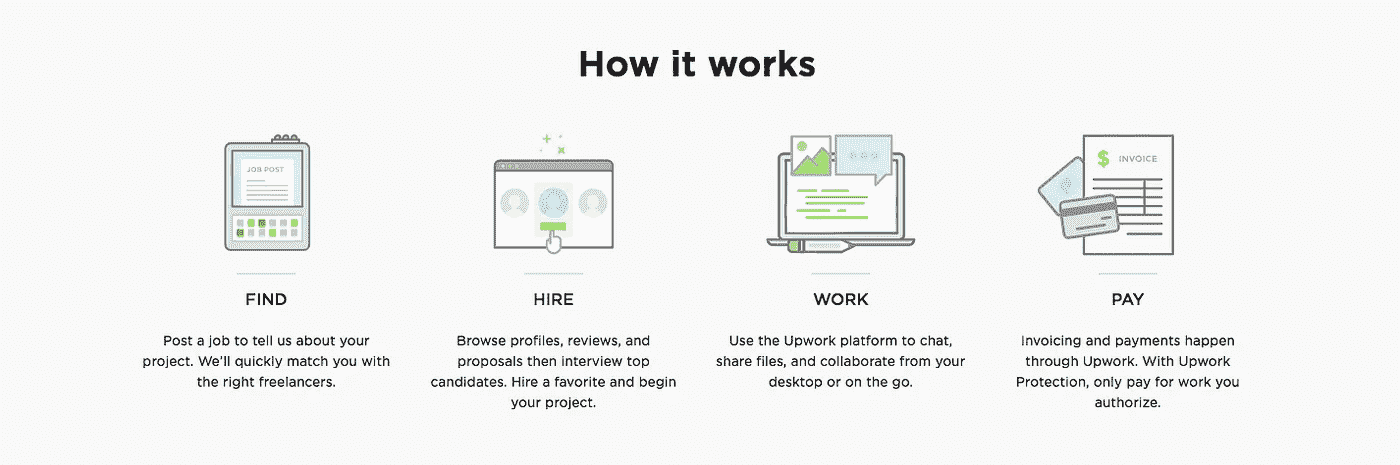 How it works
JOB POST
$ INVOICE
FIND
Post a job to tell us about your
project. We'll quickly match you with
the right freelancers.
HIRE
Browse profiles, reviews, and
proposals then interview top
candidates. Hire a favorite and begin
your project.
WORK
Use the Upwork platform to chat,
share files, and collaborate from your
desktop or on the go.
PAY
Invoicing and payments happen
through Upwork. With Upwork
Protection, only pay for work you
authorize.